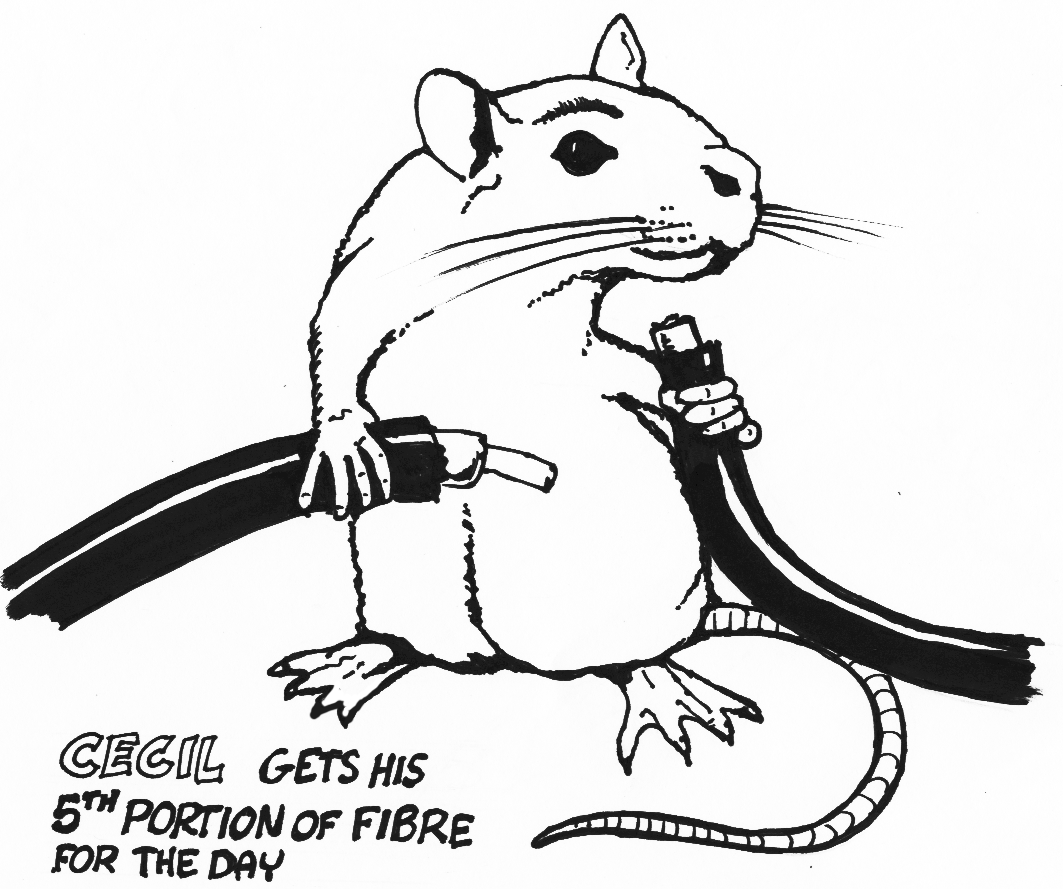 CECIL GETS HIS
5TH PORTION OF FIBRE
FOR THE DAY